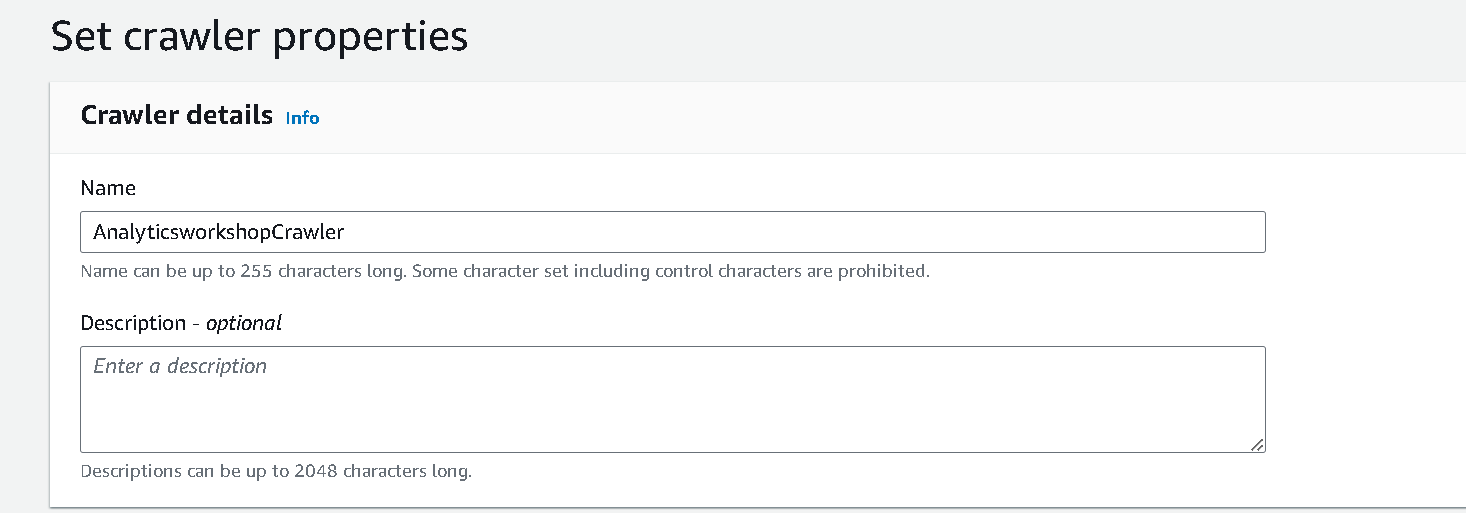 Set crawler properties
Crawler details Info
Name
AnalyticsworkshopCrawler
Name can be up to 255 characters long. Some character set including control characters are prohibited.
Description - optional
Enter a description
Descriptions can be up to 2048 characters long.